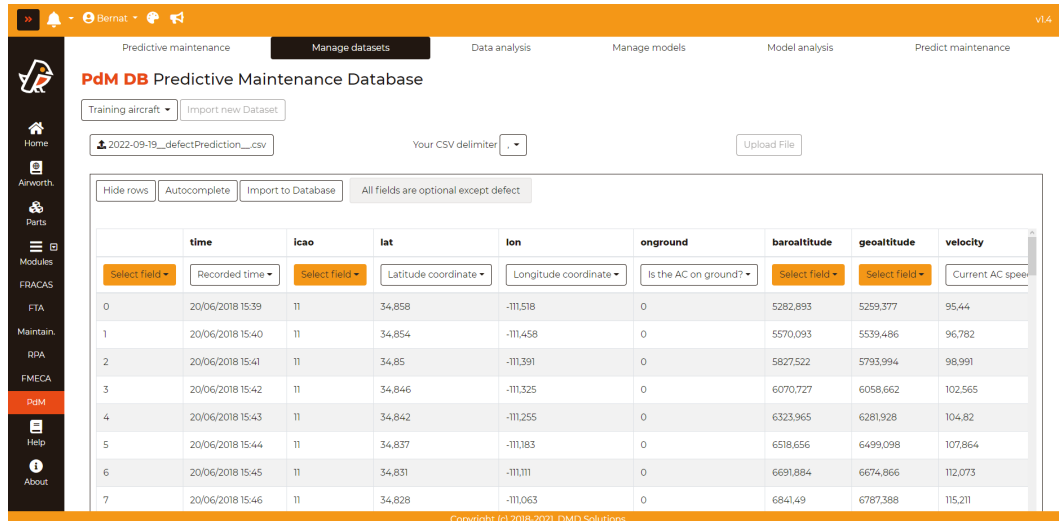 » Bernat v1.4
Predictive maintenance Manage datasets Data analysis Manage models Model analysis Predict maintenance
PdM DB Predictive Maintenance Database
Training aircraft Import new Dataset
2022-09-19__defectPrediction__.csv Your CSV delimiter , Upload File
Hide rows Autocomplete Import to Database All fields are optional except defect
time icao lat lon onground baroaltitude geoaltitude velocity
Select field Recorded time Select field Latitude coordinate Longitude coordinate Is the AC on ground? Select field Select field Current AC speed
0 20/06/2018 15:39 11 34,858 -111,518 0 5282,893 5259,377 95,44
1 20/06/2018 15:40 11 34,854 -111,458 0 5570,093 5539,486 96,782
2 20/06/2018 15:41 11 34,85 -111,391 0 5827,522 5793,994 98,991
3 20/06/2018 15:42 11 34,846 -111,325 0 6070,727 6058,662 102,565
4 20/06/2018 15:43 11 34,842 -111,255 0 6323,965 6281,928 104,82
5 20/06/2018 15:44 11 34,837 -111,183 0 6518,656 6499,098 107,864
6 20/06/2018 15:45 11 34,831 -111,111 0 6691,884 6674,866 112,073
7 20/06/2018 15:46 11 34,828 -111,063 0 6841,49 6787,388 115,211
Home
Airworth.
Parts
Modules
FRACAS
FTA
Maintain.
RPA
FMECA
PdM
Help
About
Copyright (c) 2018-2021, DMD Solutions